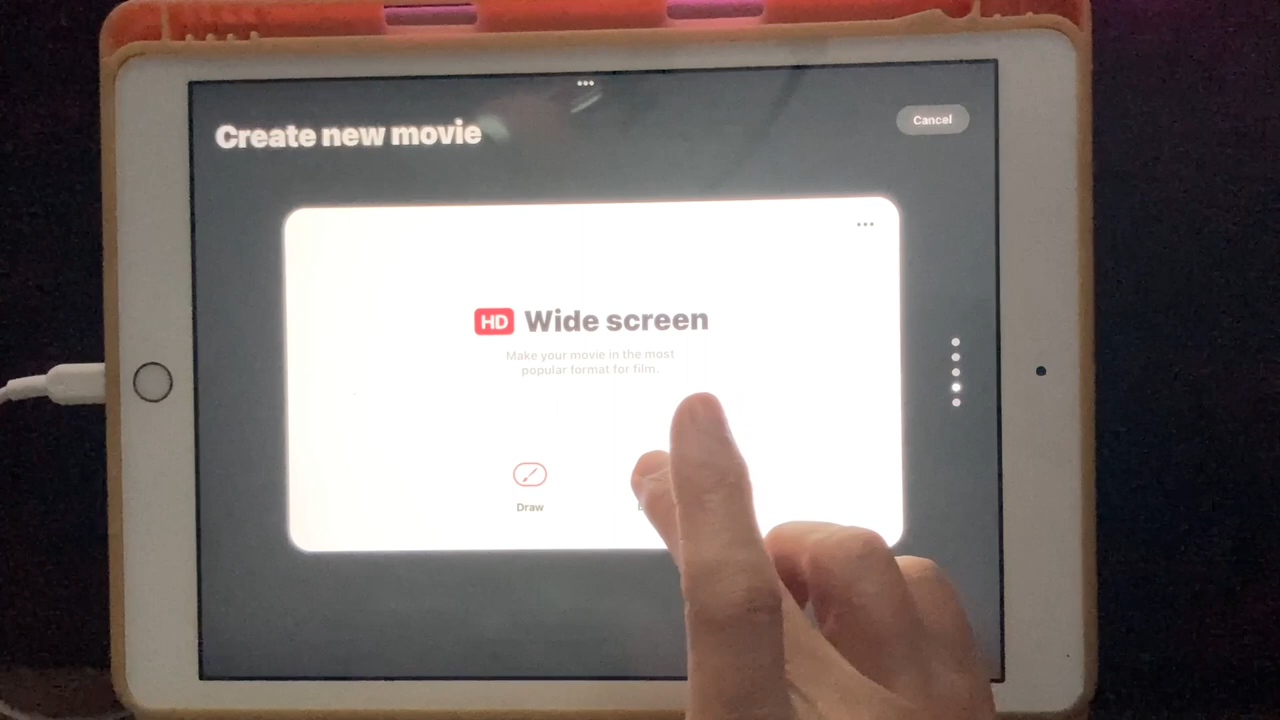 Create new movie
Cancel
HD Wide screen
Make your movie in the most
popular format for film.
Draw